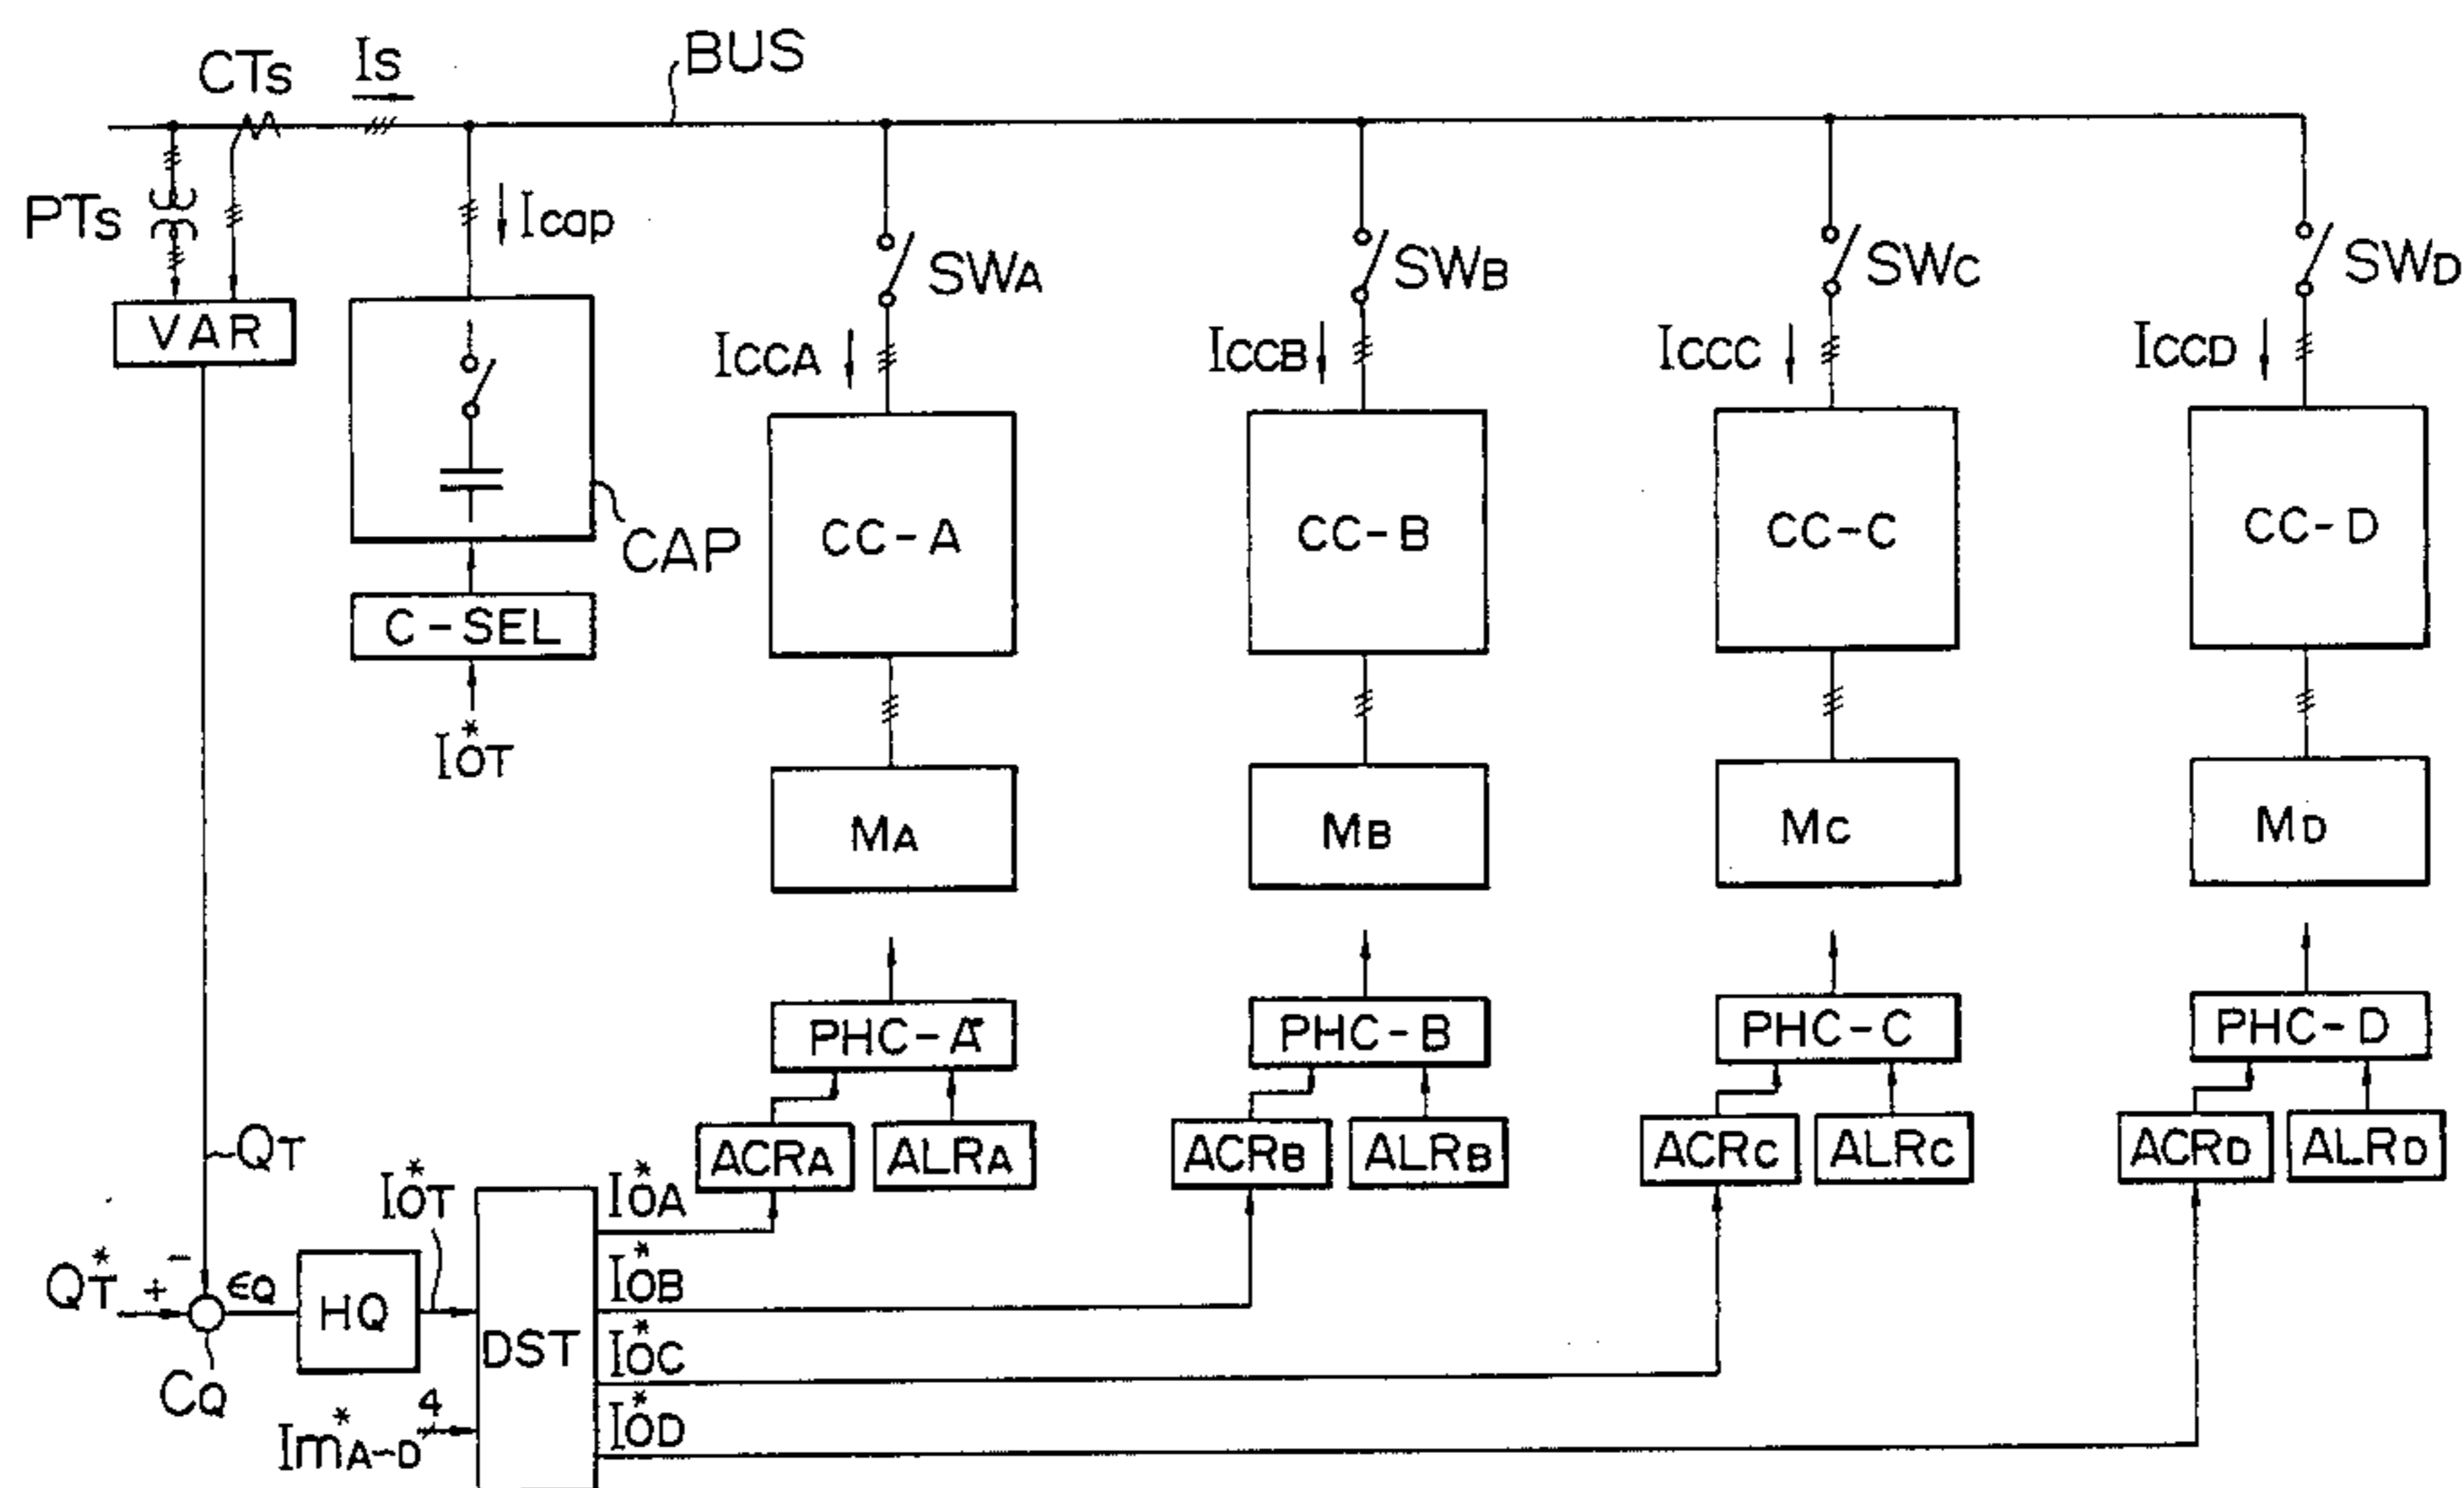 CTS IS BUS
PTS
VAR
Icap
CAP
C-SEL
I*OT
SWA SWB SWC SWD
ICCA ICCB ICCC ICCD
CC-A CC-B CC-C CC-D
MA MB MC MD
PHC-A PHC-B PHC-C PHC-D
ACRA ALRA ACRB ALRB ACRC ALRC ACRD ALRD
QT
I*OT
I*OA
I*OB
I*OC
I*OD
Q*T + - ЄQ
HQ
DST
CQ
Im*A-D 4